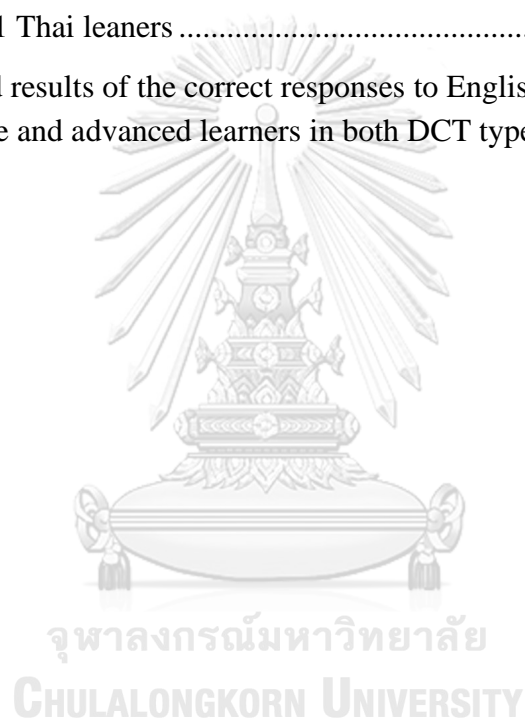 1 Thai leaners .......................................
d results of the correct responses to Englis
e and advanced learners in both DCT type
จุฬาลงกรณ์มหาวิทยาลัย
CHULALONGKORN UNIVERSITY